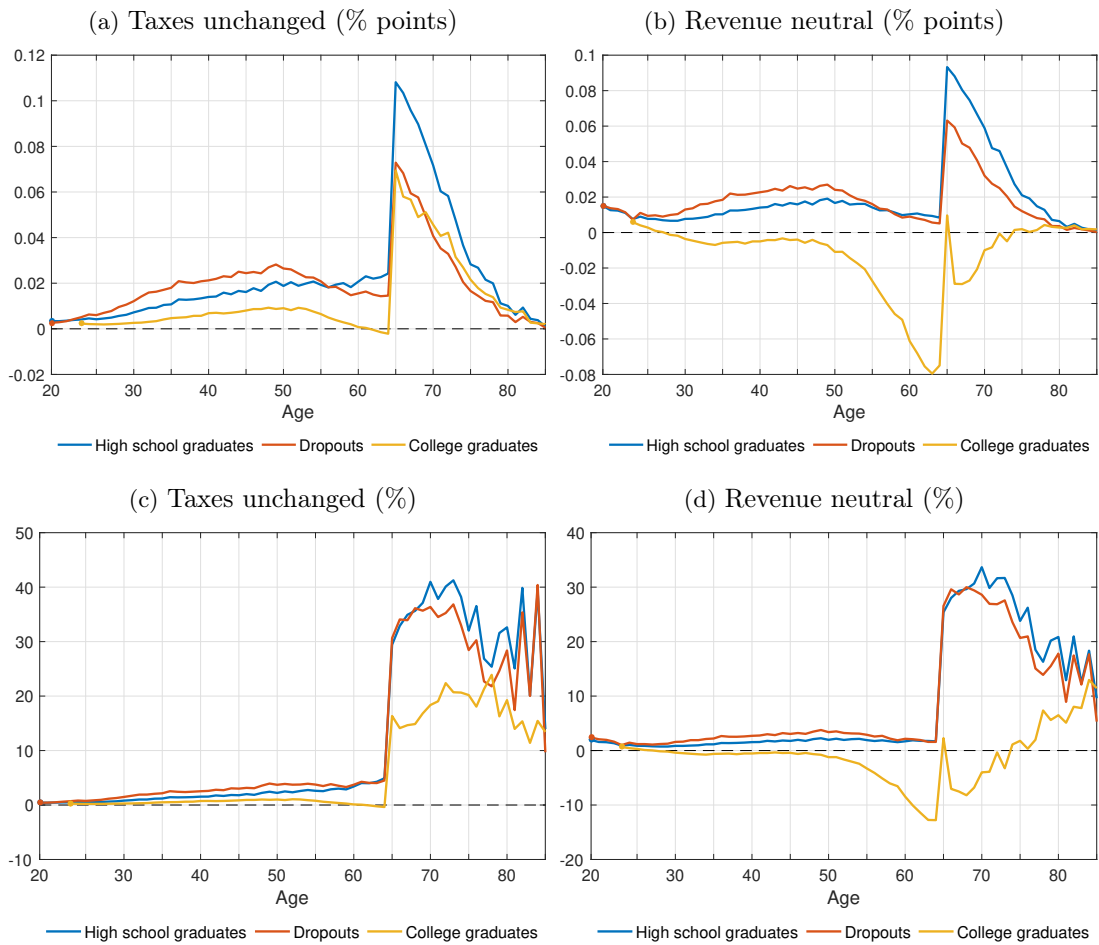 (a) Taxes unchanged (% points)
0.12
0.1
0.08
0.06
0.04
0.02
0
-0.02
20 30 40 50 60 70 80
Age
High school graduates Dropouts College graduates
(b) Revenue neutral (% points)
0.1
0.08
0.06
0.04
0.02
0
-0.02
-0.04
-0.06
-0.08
20 30 40 50 60 70 80
Age
High school graduates Dropouts College graduates
(c) Taxes unchanged (%)
50
40
30
20
10
0
-10
20 30 40 50 60 70 80
Age
High school graduates Dropouts College graduates
(d) Revenue neutral (%)
40
30
20
10
0
-10
-20
20 30 40 50 60 70 80
Age
High school graduates Dropouts College graduates